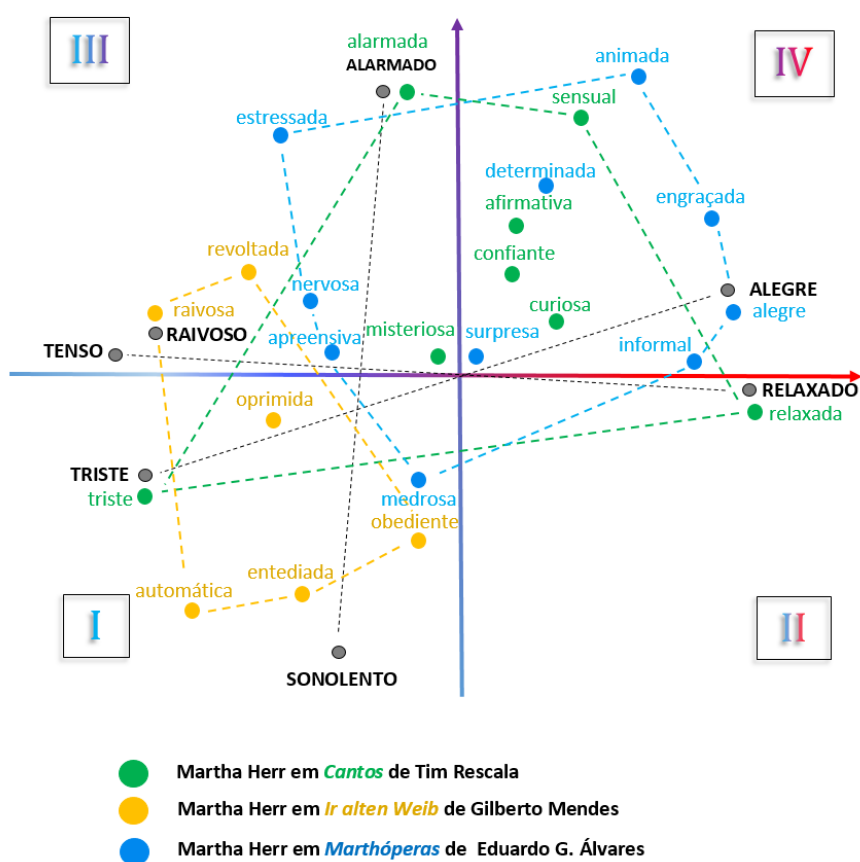 III
alarmada
ALARMADO
animada
IV
sensual
estressada
determinada
engraçada
afirmativa
revoltada
confiante
nervosa
ALEGRE
raivosa
curiosa
alegre
RAIVOSO
misteriosa
surpresa
apreensiva
informal
TENSO
RELAXADO
oprimida
relaxada
TRISTE
triste
medrosa
obediente
entediada
automática
I
II
SONOLENTO
Martha Herr em Cantos de Tim Rescala
Martha Herr em Ir alten Weib de Gilberto Mendes
Martha Herr em Marthóperas de Eduardo G. Álvares